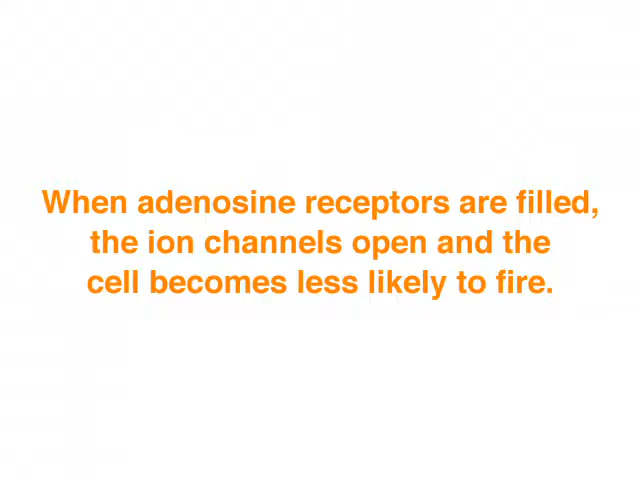 When adenosine receptors are filled,
the ion channels open and the
cell becomes less likely to fire.